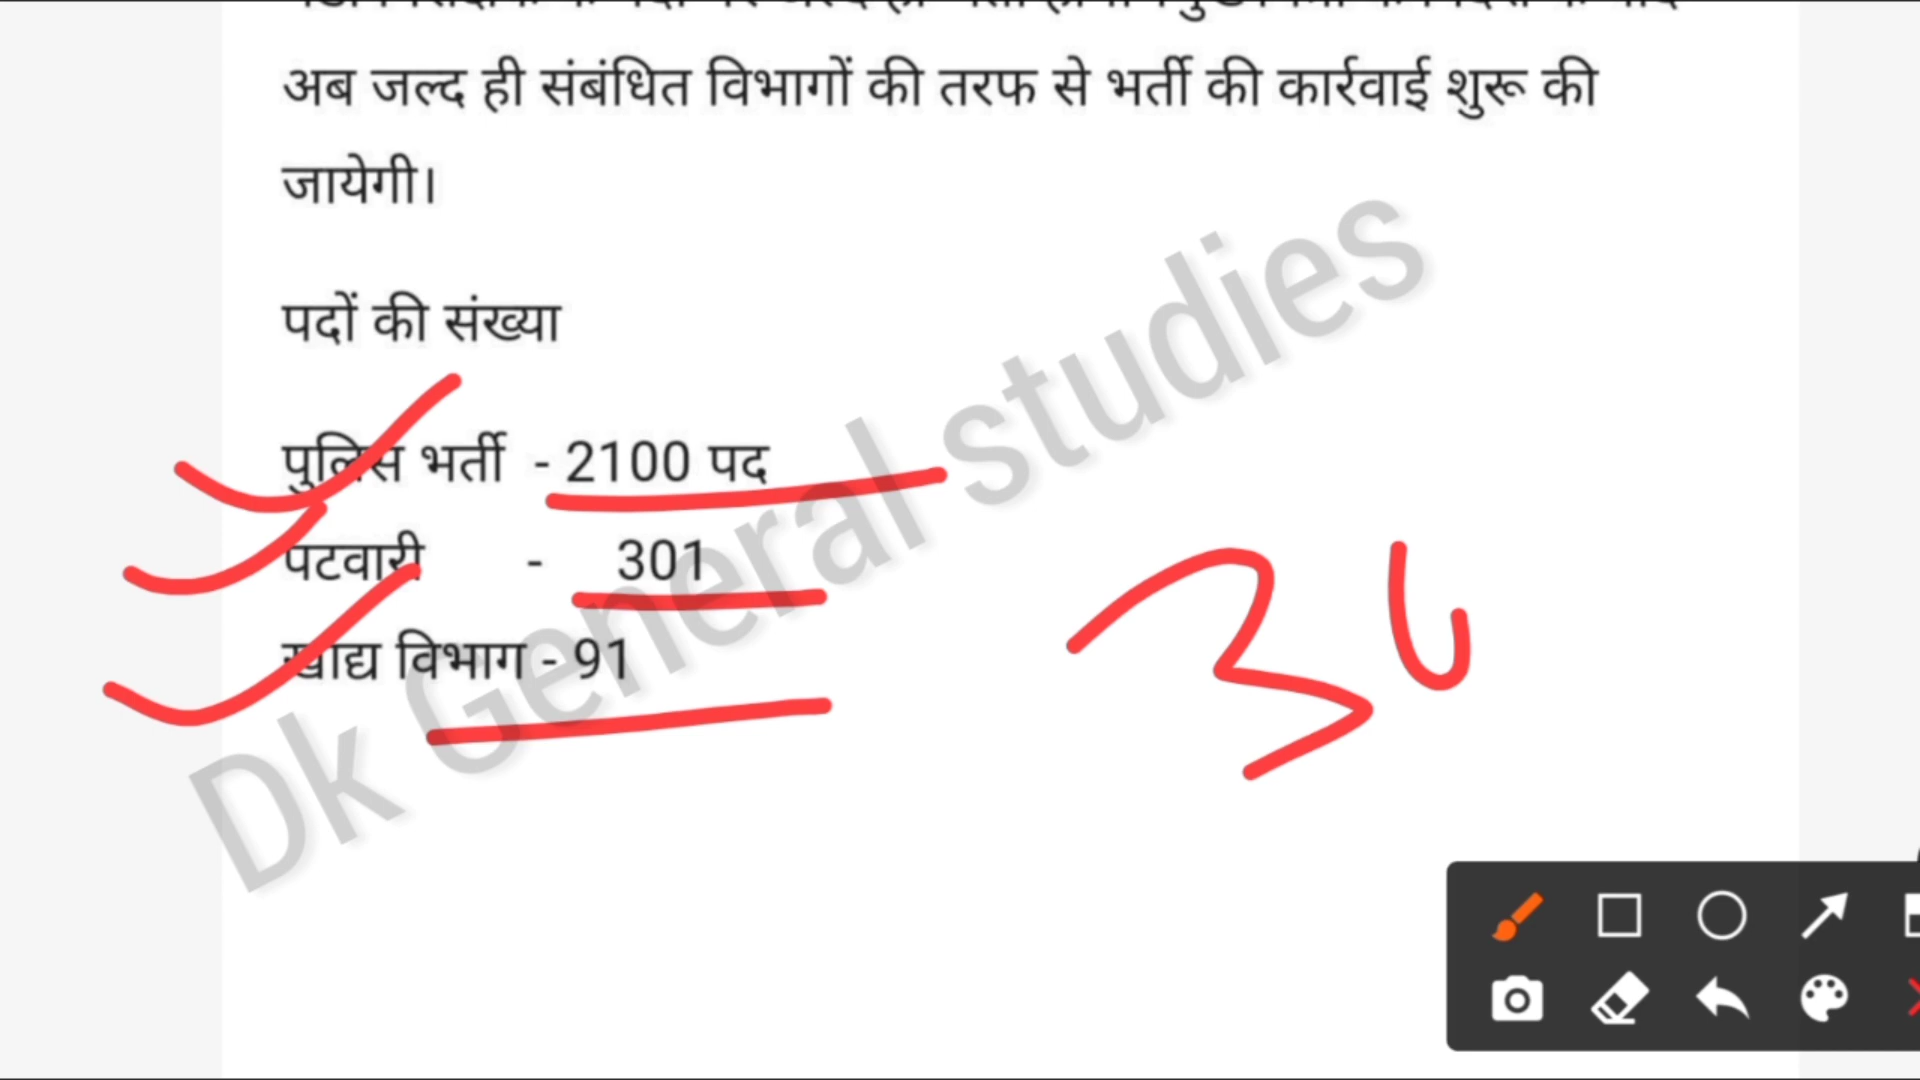 अब जल्द ही संबंधित विभागों की तरफ से भर्ती की कार्रवाई शुरू की
जायेगी।
पदों की संख्या
पुलिस भर्ती - 2100 पद
पटवारी - 301
खाद्य विभाग - 91
Dk General studies